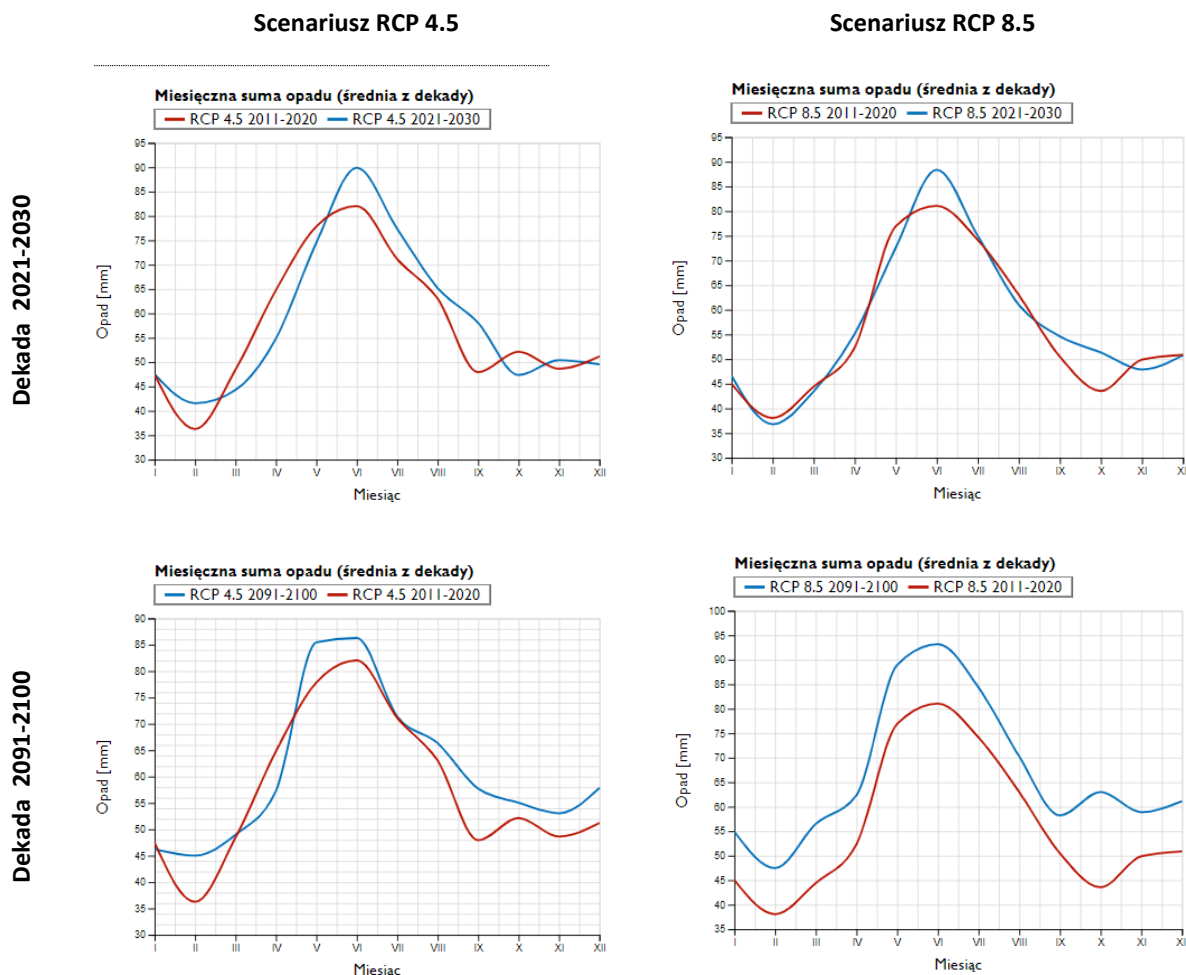 Scenariusz RCP 4.5
Scenariusz RCP 8.5
Dekada 2021-2030
Miesięczna suma opadu (średnia z dekady)
RCP 4.5 2011-2020 RCP 4.5 2021-2030
95
90
85
80
75
70
65
60
55
50
45
40
35
30
Opad [mm]
I II III IV V VI VII VIII IX X XI XII
Miesiąc
Miesięczna suma opadu (średnia z dekady)
RCP 8.5 2011-2020 RCP 8.5 2021-2030
95
90
85
80
75
70
65
60
55
50
45
40
35
30
Opad [mm]
I II III IV V VI VII VIII IX X XI XI
Miesiąc
Dekada 2091-2100
Miesięczna suma opadu (średnia z dekady)
RCP 4.5 2091-2100 RCP 4.5 2011-2020
90
85
80
75
70
65
60
55
50
45
40
35
30
Opad [mm]
I II III IV V VI VII VIII IX X XI XII
Miesiąc
Miesięczna suma opadu (średnia z dekady)
RCP 8.5 2091-2100 RCP 8.5 2011-2020
100
95
90
85
80
75
70
65
60
55
50
45
40
35
Opad [mm]
I II III IV V VI VII VIII IX X XI XI
Miesiąc